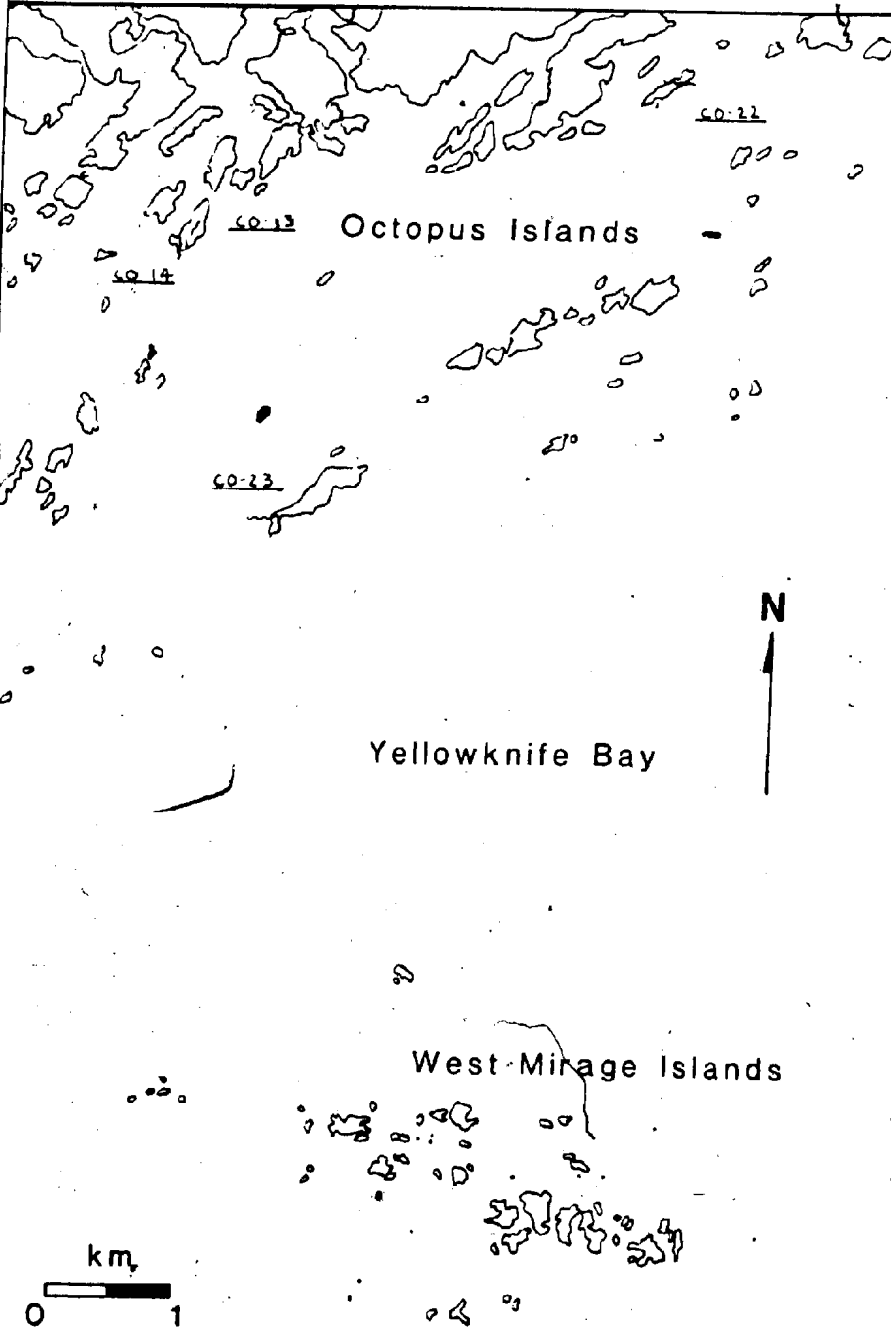 CO-22
CO-13
Octopus Islands
CO-14
CO-23
N
Yellowknife Bay
West Mirage Islands
km
0 1